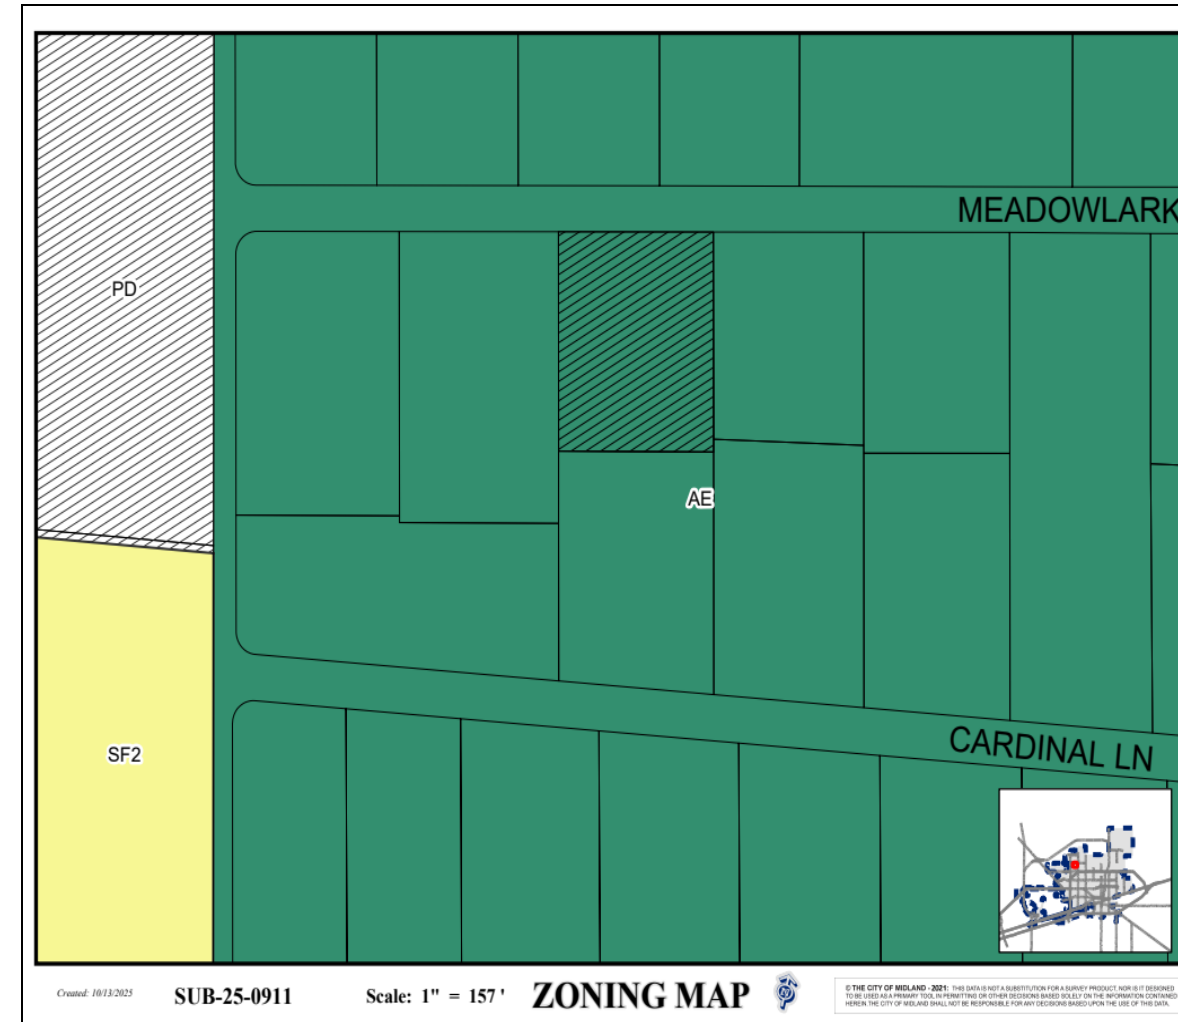 MEADOWLARK
PD
AE
SF2
CARDINAL LN
Created: 10/13/2025
SUB-25-0911
Scale: 1" = 157 '
ZONING MAP
© THE CITY OF MIDLAND - 2021: THIS DATA IS NOT A SUBSTITUTION FOR A SURVEY PRODUCT, NOR IS IT DESIGNED
TO BE USED AS A PRIMARY TOOL IN PERMITTING OR OTHER DECISIONS BASED SOLELY ON THE INFORMATION CONTAINED
HEREIN. THE CITY OF MIDLAND SHALL NOT BE RESPONSIBLE FOR ANY DECISIONS BASED UPON THE USE OF THIS DATA.